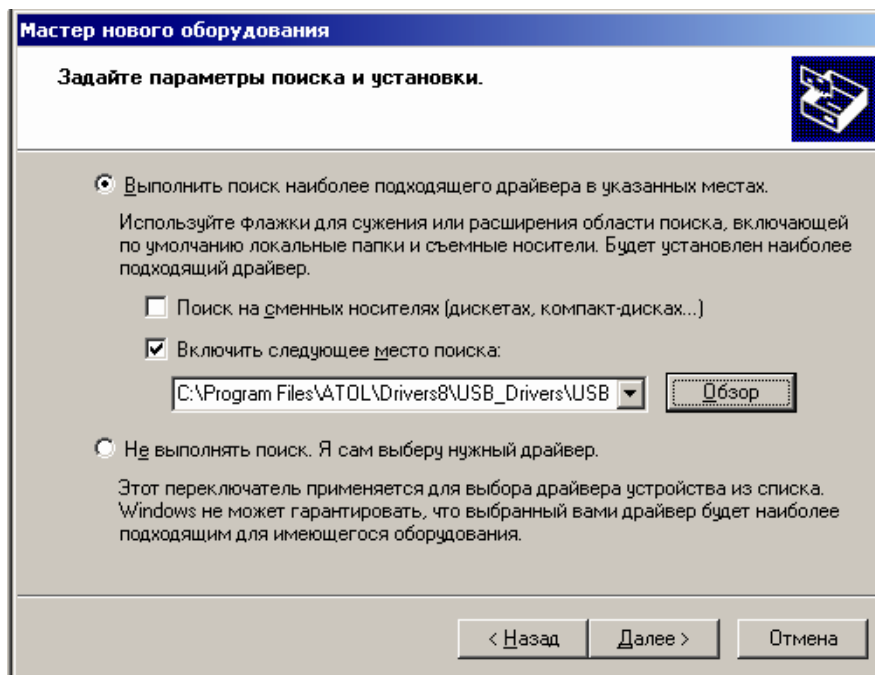 Мастер нового оборудования
Задайте параметры поиска и установки.
Выполнить поиск наиболее подходящего драйвера в указанных местах.
Используйте флажки для сужения или расширения области поиска, включающей
по умолчанию локальные папки и съемные носители. Будет установлен наиболее
подходящий драйвер.
Поиск на сменных носителях (дискетах, компакт-дисках...)
Включить следующее место поиска:
C:\Program Files\ATOL\Drivers8\USB_Drivers\USB
Обзор
Не выполнять поиск. Я сам выберу нужный драйвер.
Этот переключатель применяется для выбора драйвера устройства из списка.
Windows не может гарантировать, что выбранный вами драйвер будет наиболее
подходящим для имеющегося оборудования.
< Назад Далее > Отмена